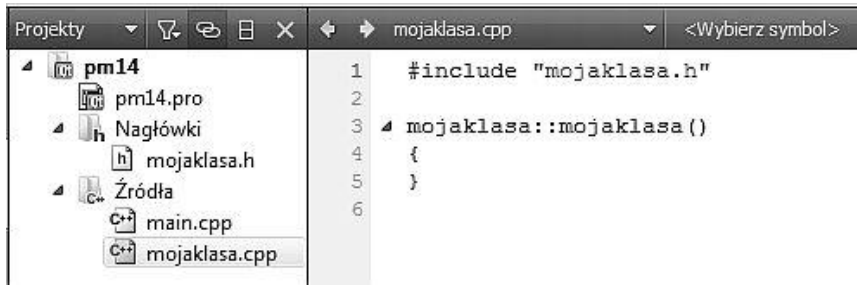 Projekty
mojaklasa.cpp <Wybierz symbol>
pm14
pm14.pro
Nagłówki
mojaklasa.h
Źródła
main.cpp
mojaklasa.cpp
1 #include "mojaklasa.h"
2
3 mojaklasa::mojaklasa()
4 {
5 }
6